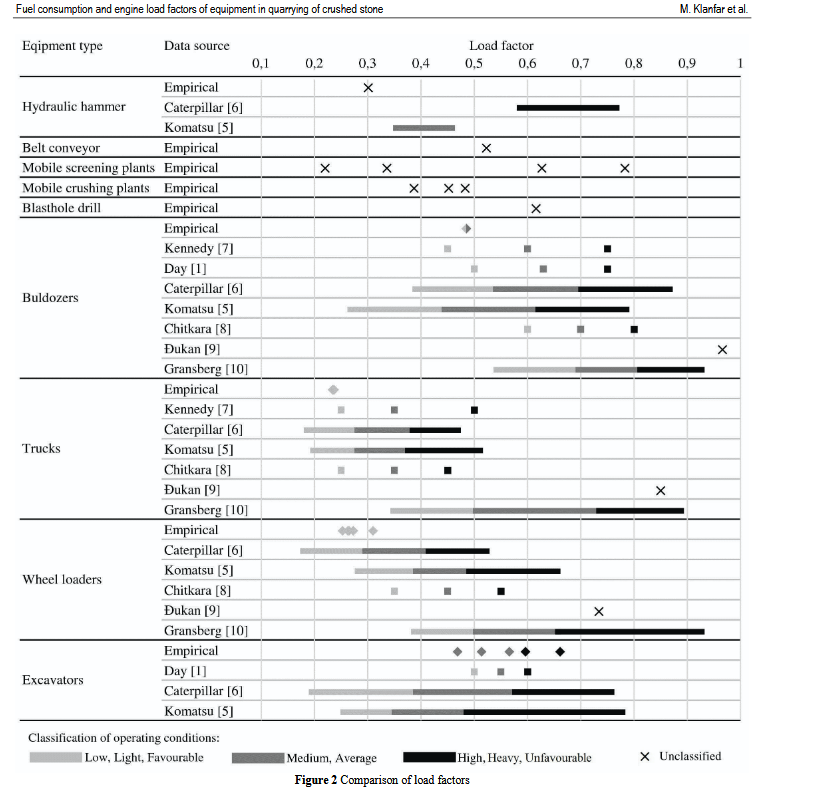 Fuel consumption and engine load factors of equipment in quarrying of crushed stone M. Klanfar et al.
Eqipment type Data source Load factor
0,1 0,2 0,3 0,4 0,5 0,6 0,7 0,8 0,9 1
Hydraulic hammer
Empirical
Caterpillar [6]
Komatsu [5]
Belt conveyor Empirical
Mobile screening plants Empirical
Mobile crushing plants Empirical
Blasthole drill Empirical
Buldozers
Empirical
Kennedy [7]
Day [1]
Caterpillar [6]
Komatsu [5]
Chitkara [8]
Đukan [9]
Gransberg [10]
Trucks
Empirical
Kennedy [7]
Caterpillar [6]
Komatsu [5]
Chitkara [8]
Đukan [9]
Gransberg [10]
Wheel loaders
Empirical
Caterpillar [6]
Komatsu [5]
Chitkara [8]
Đukan [9]
Gransberg [10]
Excavators
Empirical
Day [1]
Caterpillar [6]
Komatsu [5]
Classification of operating conditions:
Low, Light, Favourable Medium, Average High, Heavy, Unfavourable Unclassified
Figure 2 Comparison of load factors